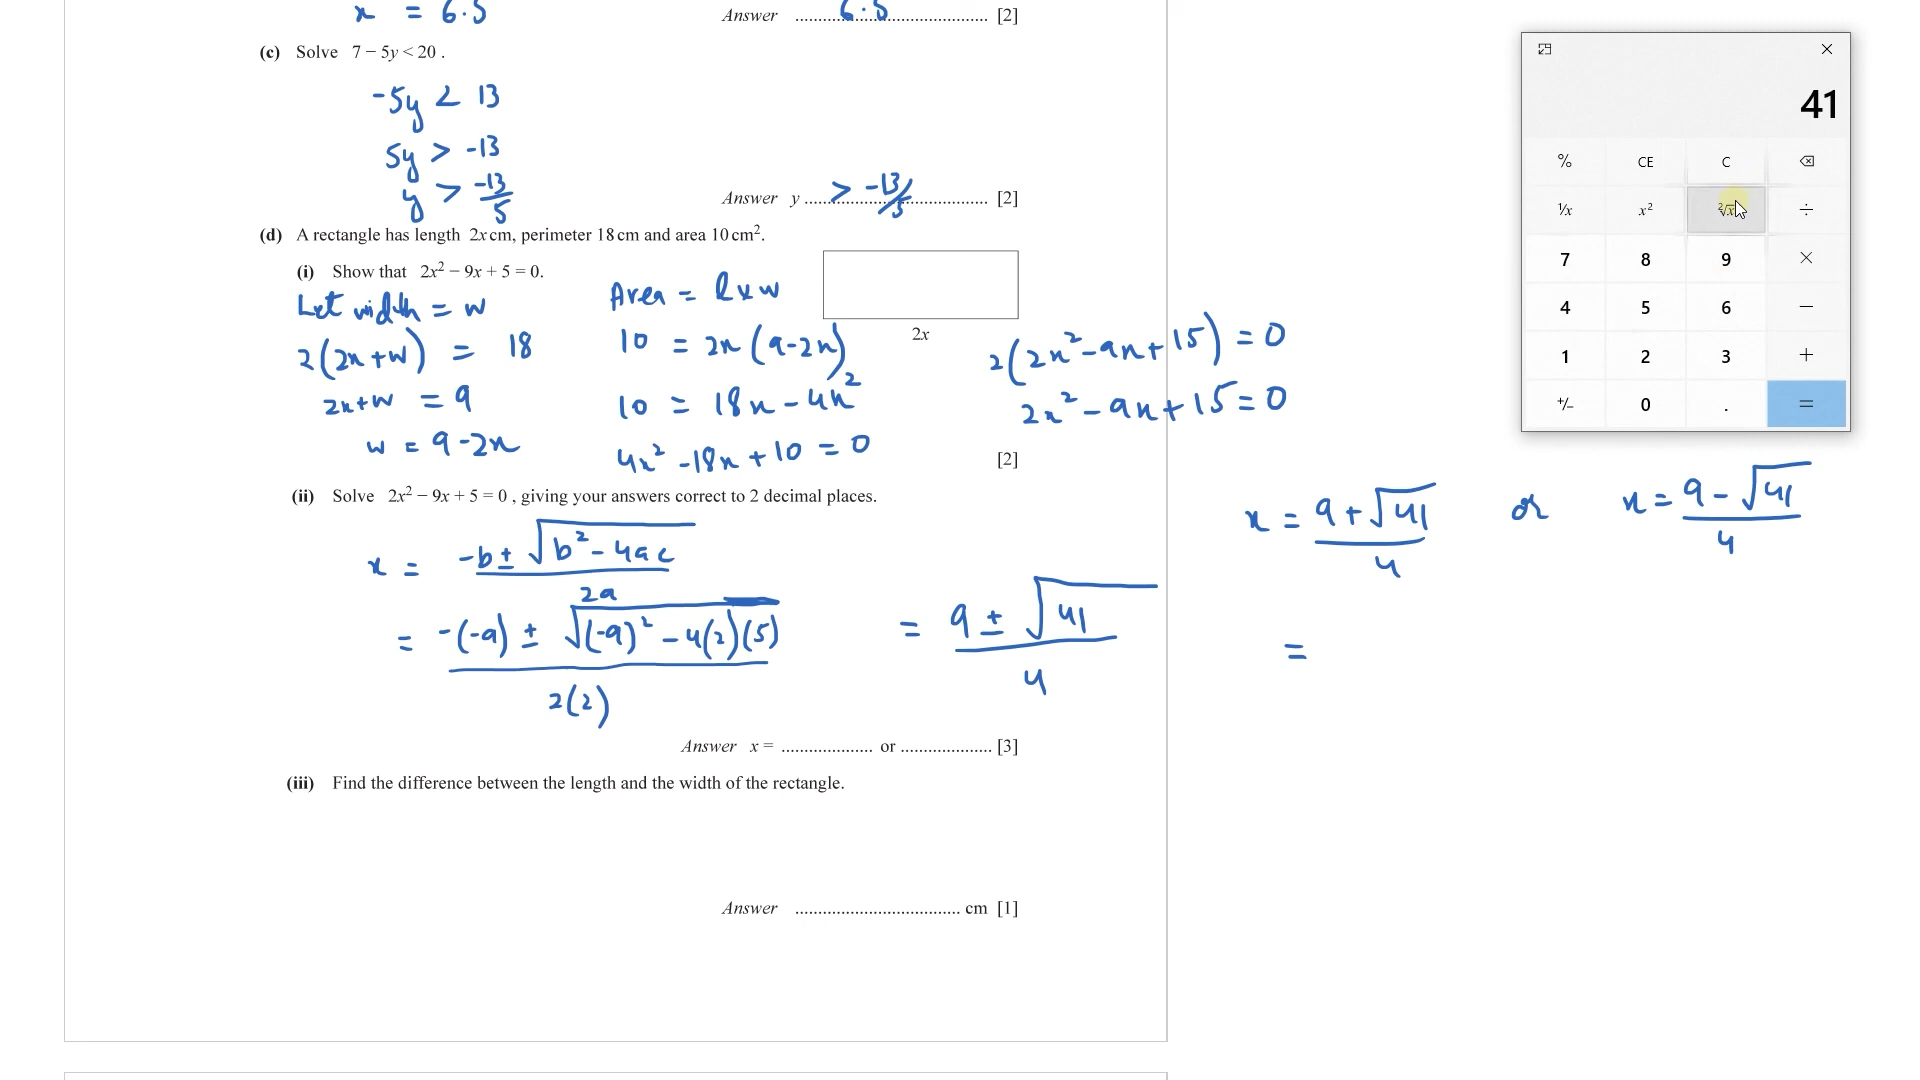 x = 6.5
Answer 6.5 [2]
(c) Solve 7 − 5y < 20 .
-5y < 13
5y > -13
y > -13/5
Answer y > -13/5 [2]
(d) A rectangle has length 2x cm, perimeter 18 cm and area 10 cm².
(i) Show that 2x² − 9x + 5 = 0.
Let width = w
2(2x+w) = 18
2x+w = 9
w = 9-2x
Area = l x w
10 = 2x(9-2x)
10 = 18x - 4x²
4x² -18x + 10 = 0
2x
2(2x² - 9x + 15) = 0
2x² - 9x + 15 = 0
[2]
(ii) Solve 2x² − 9x + 5 = 0 , giving your answers correct to 2 decimal places.
x = -b ± √b² - 4ac
2a
= -(-9) ± √(-9)² - 4(2)(5)
2(2)
= 9 ± √41
4
x = 9 + √41
4
or
x = 9 - √41
4
=
Answer x = .................... or .................... [3]
(iii) Find the difference between the length and the width of the rectangle.
Answer .................................... cm [1]
41
% CE C
⅟x x² ²√x ÷
7 8 9 ×
4 5 6 −
1 2 3 +
+/− 0 . =